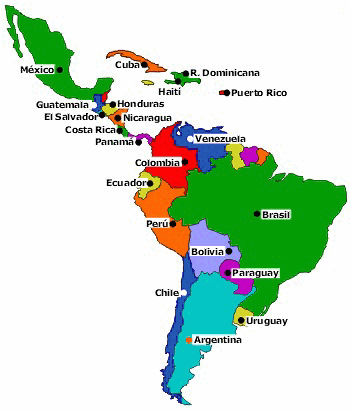 México
Cuba
R. Dominicana
Haití
Puerto Rico
Guatemala
Honduras
El Salvador
Nicaragua
Costa Rica
Panamá
Venezuela
Colombia
Ecuador
Brasil
Perú
Bolivia
Paraguay
Chile
Uruguay
Argentina